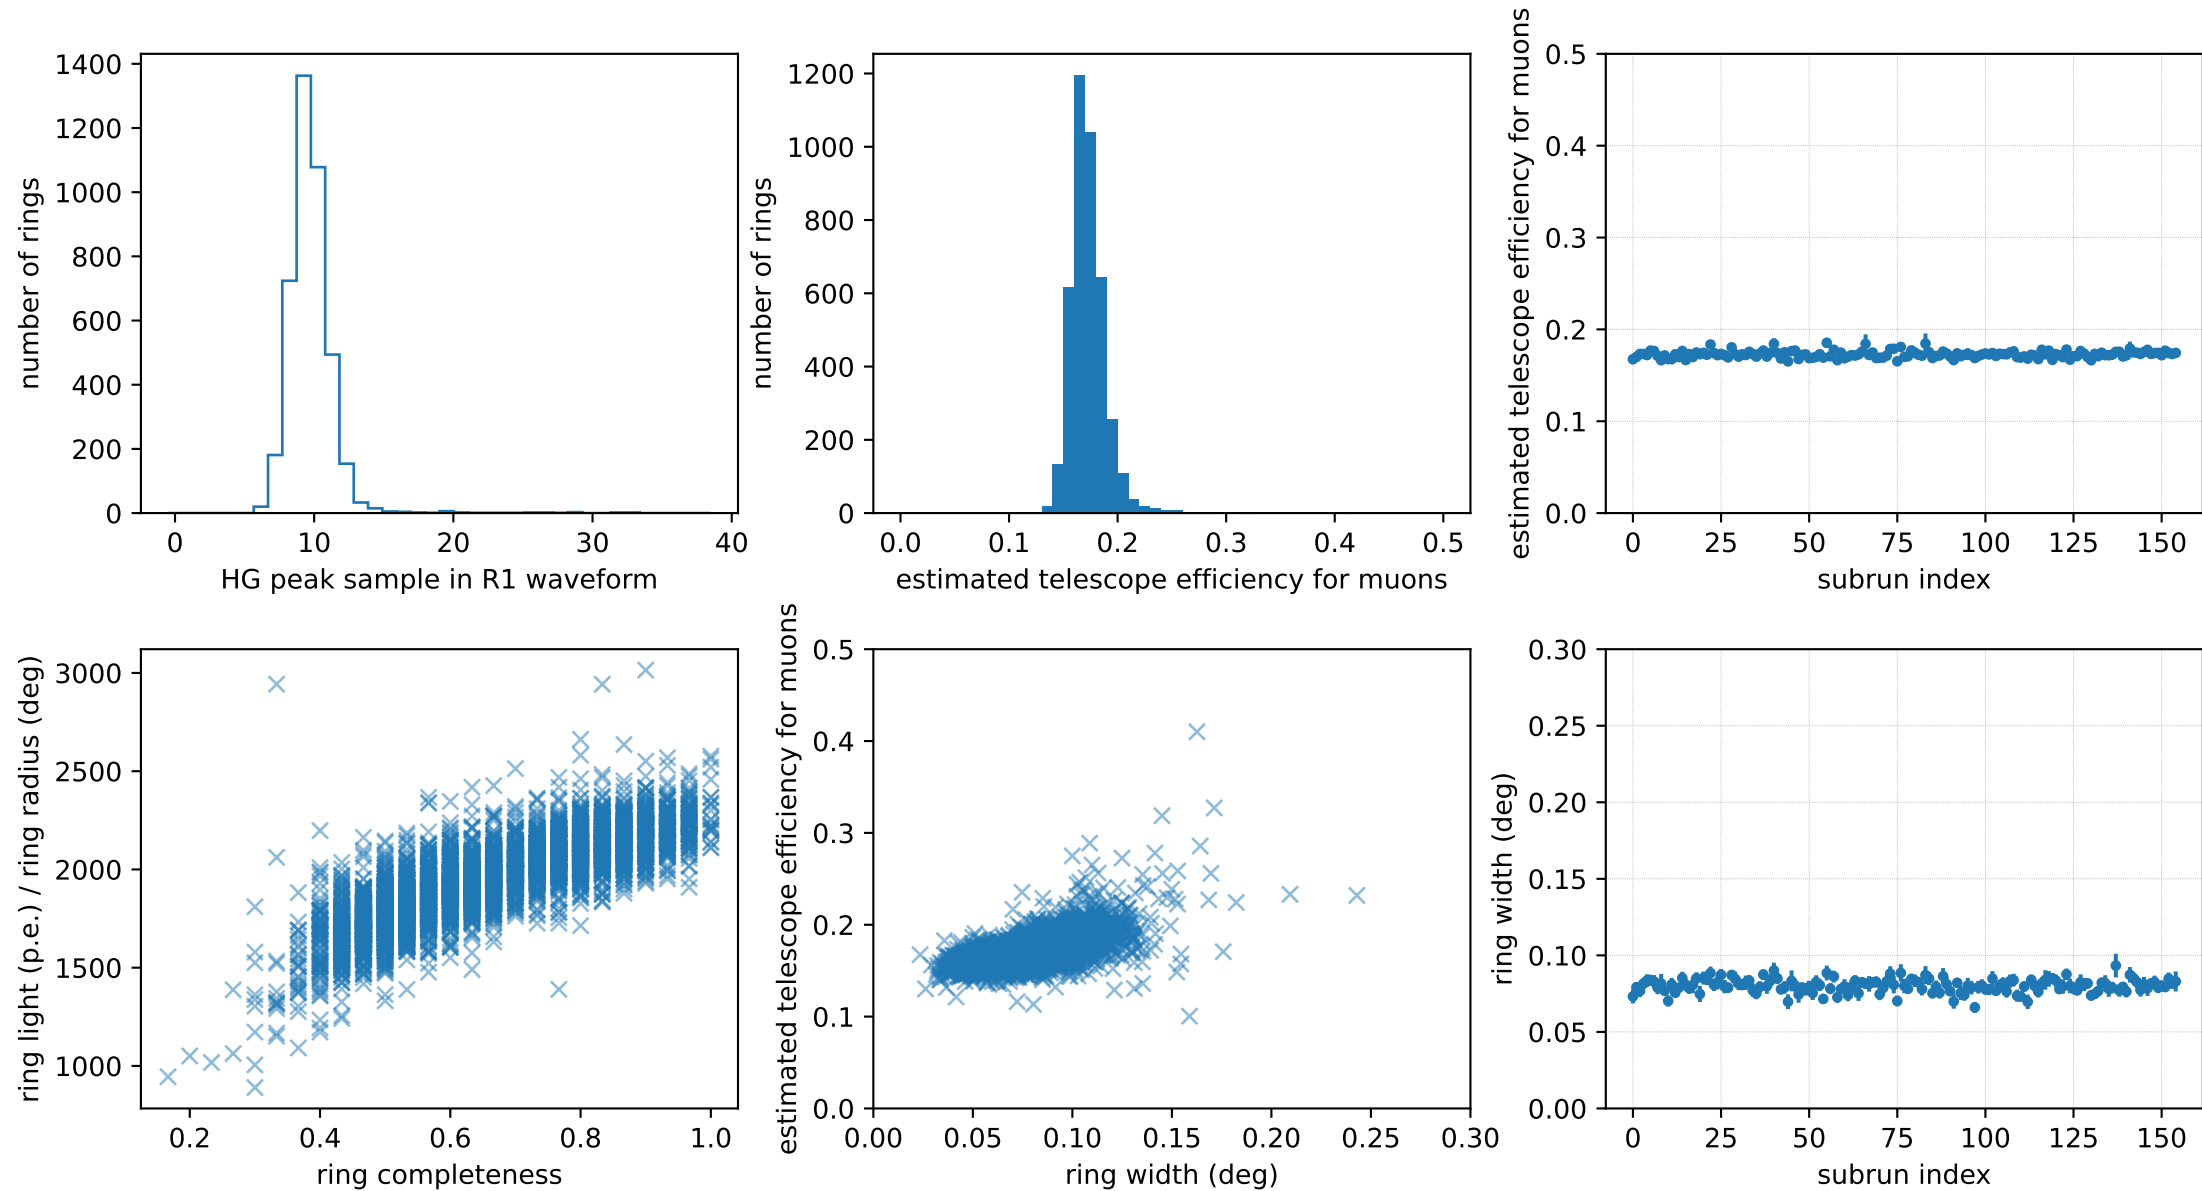 number of rings
1400
1200
1000
800
600
400
200
0
0 10 20 30 40
HG peak sample in R1 waveform
number of rings
1200
1000
800
600
400
200
0
0.0 0.1 0.2 0.3 0.4 0.5
estimated telescope efficiency for muons
estimated telescope efficiency for muons
0.5
0.4
0.3
0.2
0.1
0.0
0 25 50 75 100 125 150
subrun index
ring light (p.e.) / ring radius (deg)
3000
2500
2000
1500
1000
0.2 0.4 0.6 0.8 1.0
ring completeness
estimated telescope efficiency for muons
0.5
0.4
0.3
0.2
0.1
0.0
0.00 0.05 0.10 0.15 0.20 0.25 0.30
ring width (deg)
ring width (deg)
0.30
0.25
0.20
0.15
0.10
0.05
0.00
0 25 50 75 100 125 150
subrun index